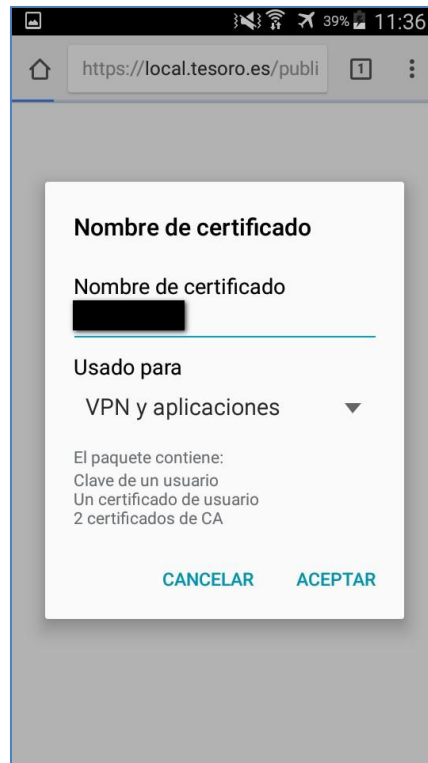 39% 11:36
https://local.tesoro.es/publi 1
Nombre de certificado
Nombre de certificado
Usado para
VPN y aplicaciones
El paquete contiene:
Clave de un usuario
Un certificado de usuario
2 certificados de CA
CANCELAR ACEPTAR